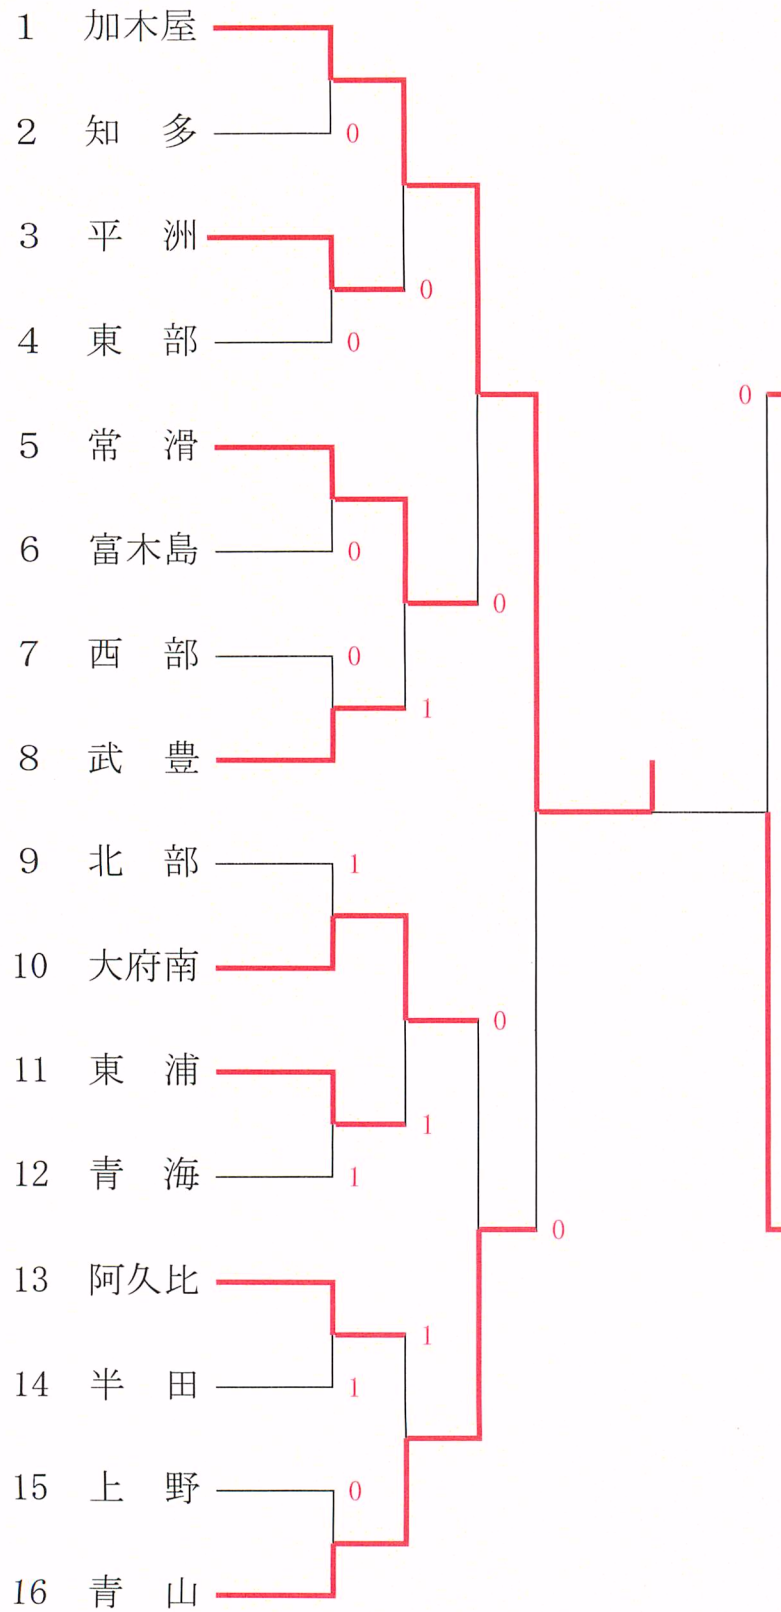 1 加木屋
2 知 多 0
3 平 洲
0
4 東 部 0
0
5 常 滑
6 富木島 0
0
7 西 部 0
1
8 武 豊
9 北 部 1
10 大府南
0
11 東 浦
1
12 青 海 1
0
13 阿久比
1
14 半 田 1
15 上 野 0
16 青 山